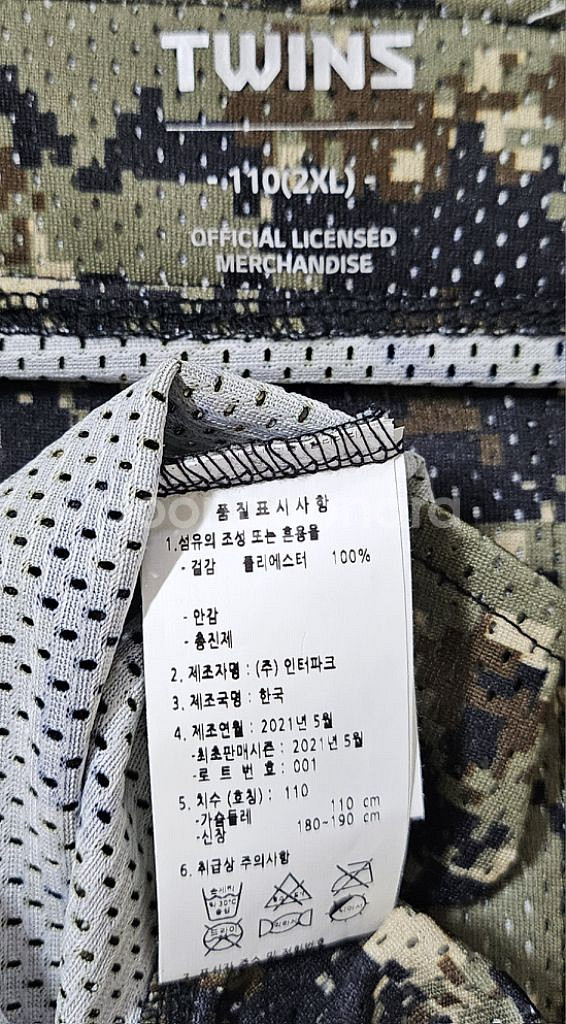 TWINS
- 110(2XL) -
OFFICIAL LICENSED
MERCHANDISE
품질표시사항
1.섬유의 조성 또는 혼용율
- 겉감 폴리에스터 100%
- 안감
- 충진제
2. 제조자명 : (주) 인터파크
3. 제조국명 : 한국
4. 제조연월 : 2021년 5월
-최초판매시즌 : 2021년 5월
-로 트 번 호 : 001
5. 치수 (호칭) : 110
-가슴둘레 110 cm
-신장 180-190 cm
6. 취급상 주의사항
드라이